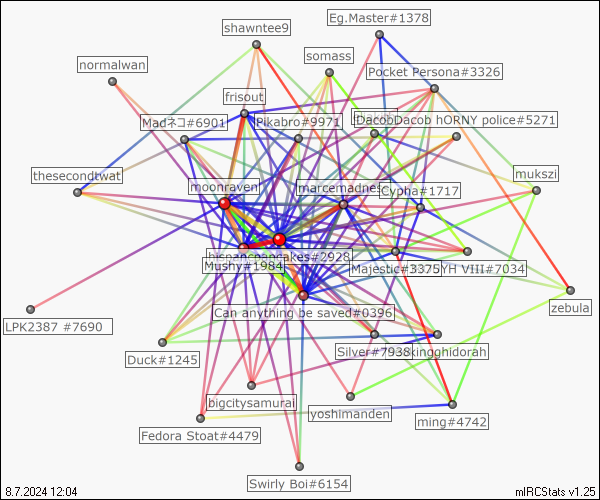 Eg.Master#1378
shawntee9
somass
normalwan
Pocket Persona#3326
frisout
Madネコ#6901
Pikabro#9971
DacobDacob
hORNY police#5271
thesecondtwat
moonraven
marcemadness
Cypha#1717
mukszi
hispanicpancakes#2928
Mushy#1984
Majestic#3375
VIII#7034
Can anything be saved#0396
zebula
LPK2387 #7690
Duck#1245
Silver#7938
kingghidorah
bigcitysamurai
yoshimanden
ming#4742
Fedora Stoat#4479
Swirly Boi#6154
8.7.2024 12:04
mIRCStats v1.25